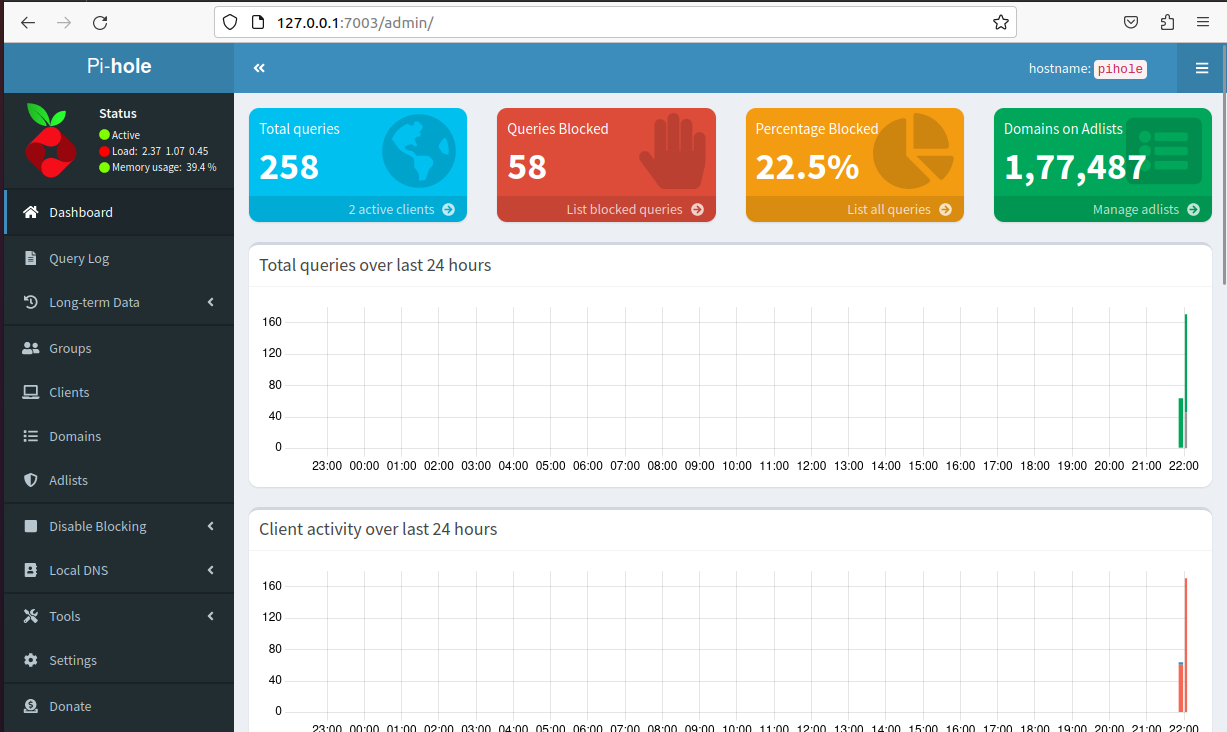 127.0.0.1:7003/admin/
Pi-hole
hostname: pihole
Status
Active
Load: 2.37 1.07 0.45
Memory usage: 39.4 %
Dashboard
Query Log
Long-term Data
Groups
Clients
Domains
Adlists
Disable Blocking
Local DNS
Tools
Settings
Donate
Total queries
258
2 active clients
Queries Blocked
58
List blocked queries
Percentage Blocked
22.5%
List all queries
Domains on Adlists
1,77,487
Manage adlists
Total queries over last 24 hours
160
120
80
40
0
23:00 00:00 01:00 02:00 03:00 04:00 05:00 06:00 07:00 08:00 09:00 10:00 11:00 12:00 13:00 14:00 15:00 16:00 17:00 18:00 19:00 20:00 21:00 22:00
Client activity over last 24 hours
160
120
80
40
0
23:00 00:00 01:00 02:00 03:00 04:00 05:00 06:00 07:00 08:00 09:00 10:00 11:00 12:00 13:00 14:00 15:00 16:00 17:00 18:00 19:00 20:00 21:00 22:00